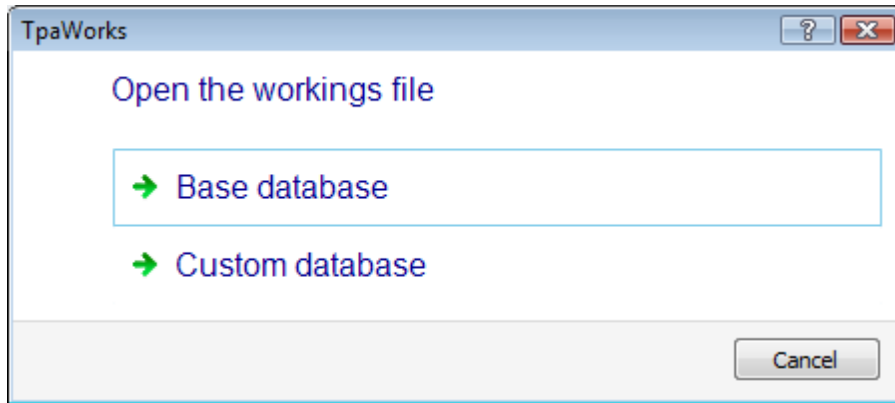 TpaWorks
Open the workings file
Base database
Custom database
Cancel